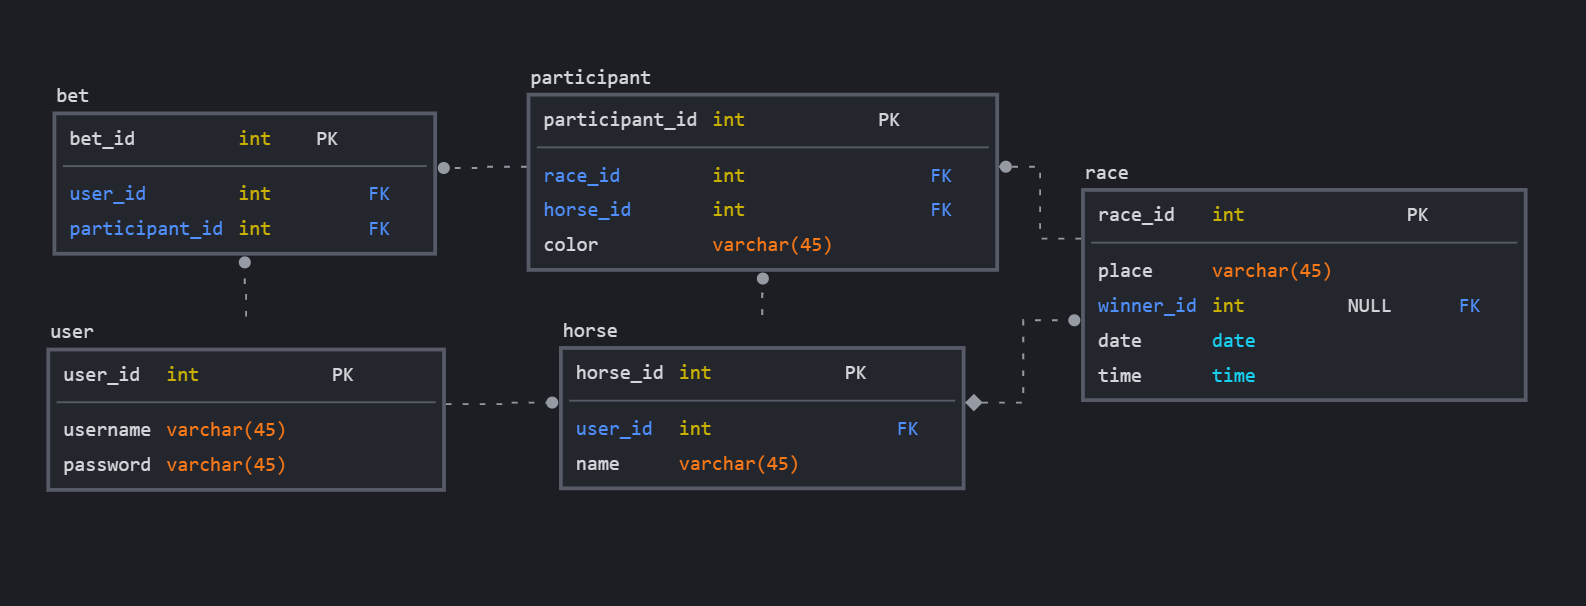 bet
bet_id int PK
user_id int FK
participant_id int FK
participant
participant_id int PK
race_id int FK
horse_id int FK
color varchar(45)
race
race_id int PK
place varchar(45)
winner_id int NULL FK
date date
time time
user
user_id int PK
username varchar(45)
password varchar(45)
horse
horse_id int PK
user_id int FK
name varchar(45)